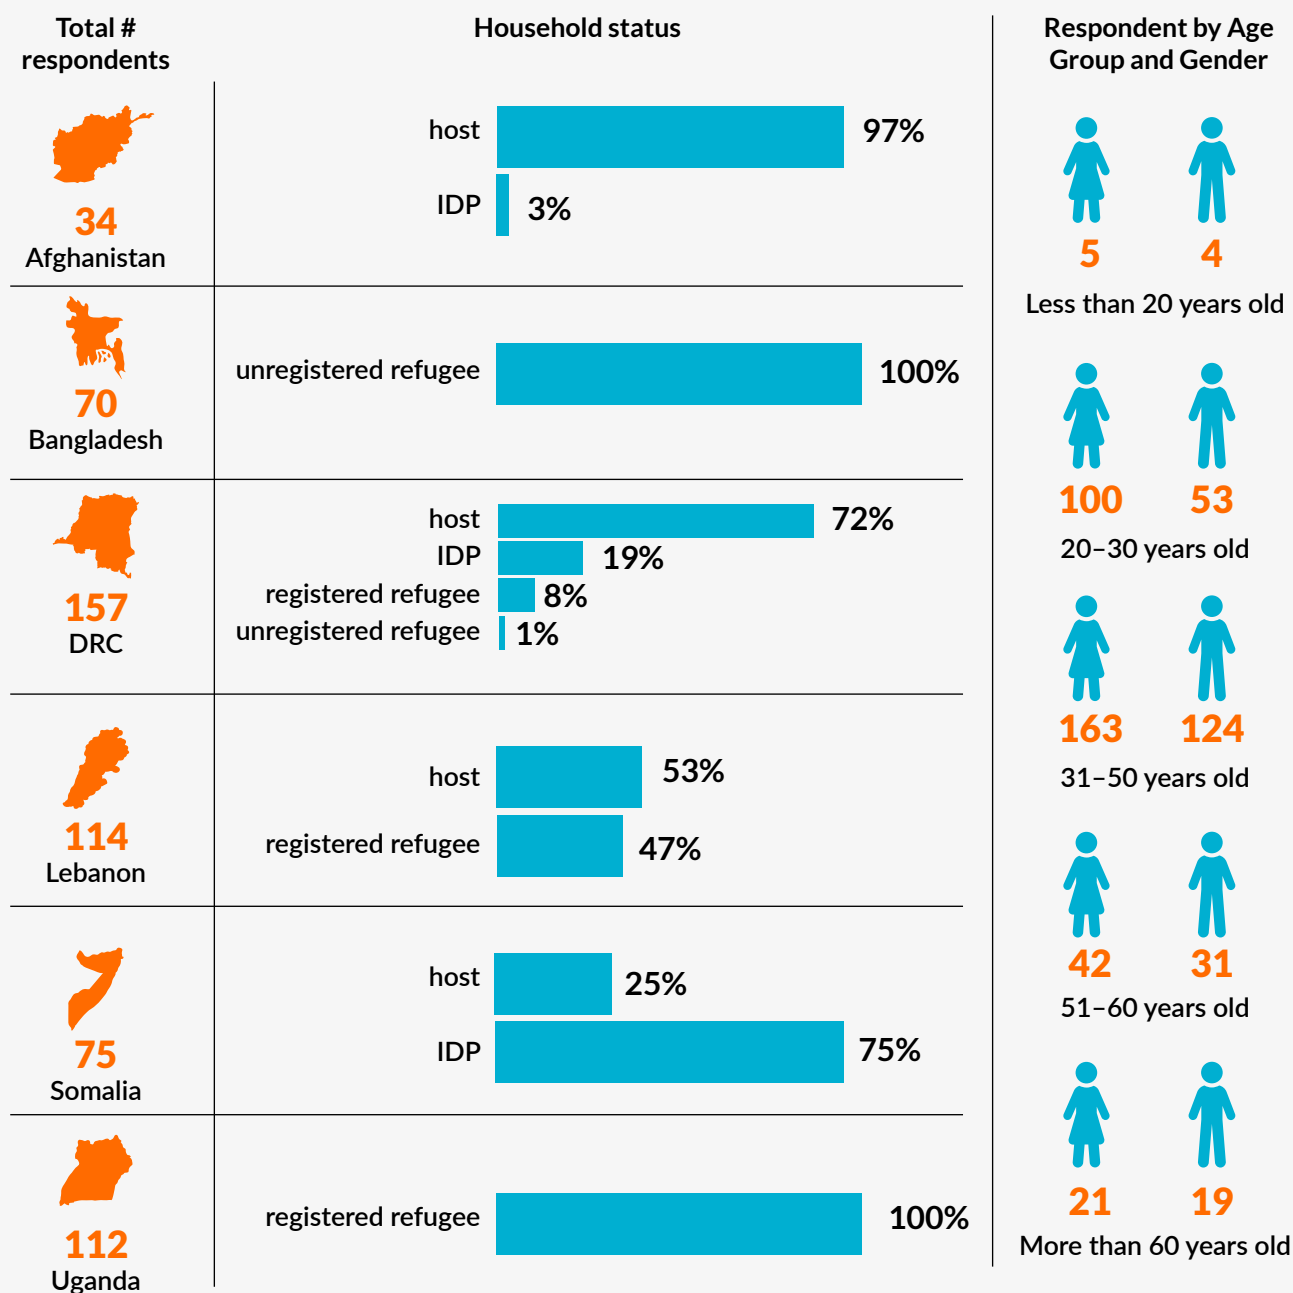 Total #
respondents
Household status
Respondent by Age
Group and Gender
34
Afghanistan
host
97%
IDP
3%
70
Bangladesh
unregistered refugee
100%
157
DRC
host
72%
IDP
19%
registered refugee
8%
unregistered refugee
1%
114
Lebanon
host
53%
registered refugee
47%
75
Somalia
host
25%
IDP
75%
112
Uganda
registered refugee
100%
5 4
Less than 20 years old
100 53
20–30 years old
163 124
31–50 years old
42 31
51–60 years old
21 19
More than 60 years old